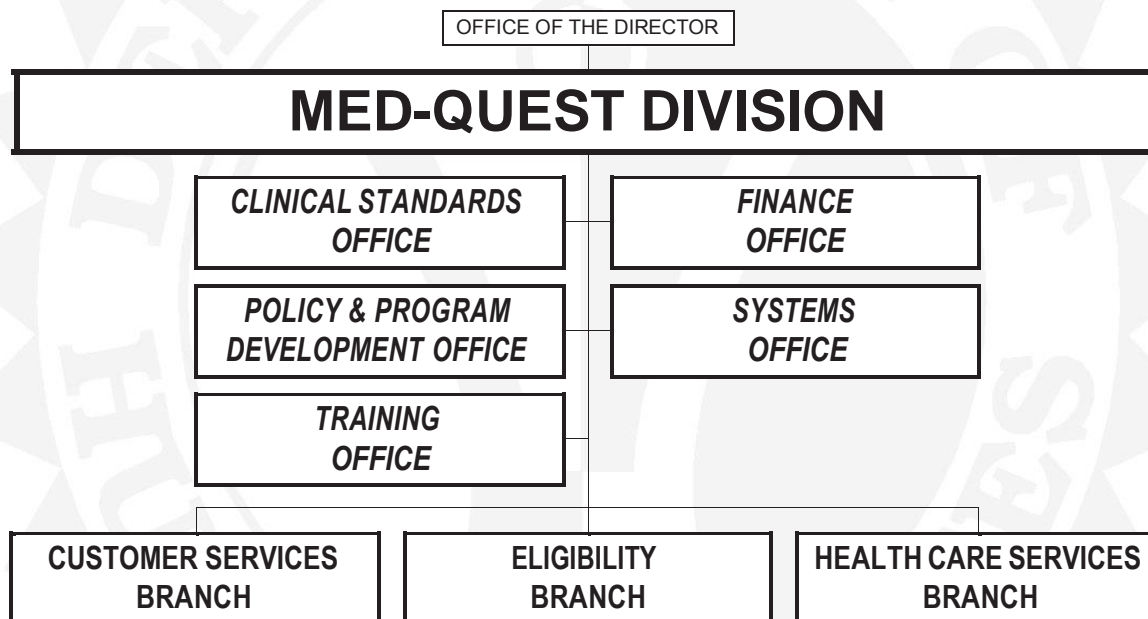 OFFICE OF THE DIRECTOR
MED-QUEST DIVISION
CLINICAL STANDARDS
OFFICE
FINANCE
OFFICE
POLICY & PROGRAM
DEVELOPMENT OFFICE
SYSTEMS
OFFICE
TRAINING
OFFICE
CUSTOMER SERVICES
BRANCH
ELIGIBILITY
BRANCH
HEALTH CARE SERVICES
BRANCH